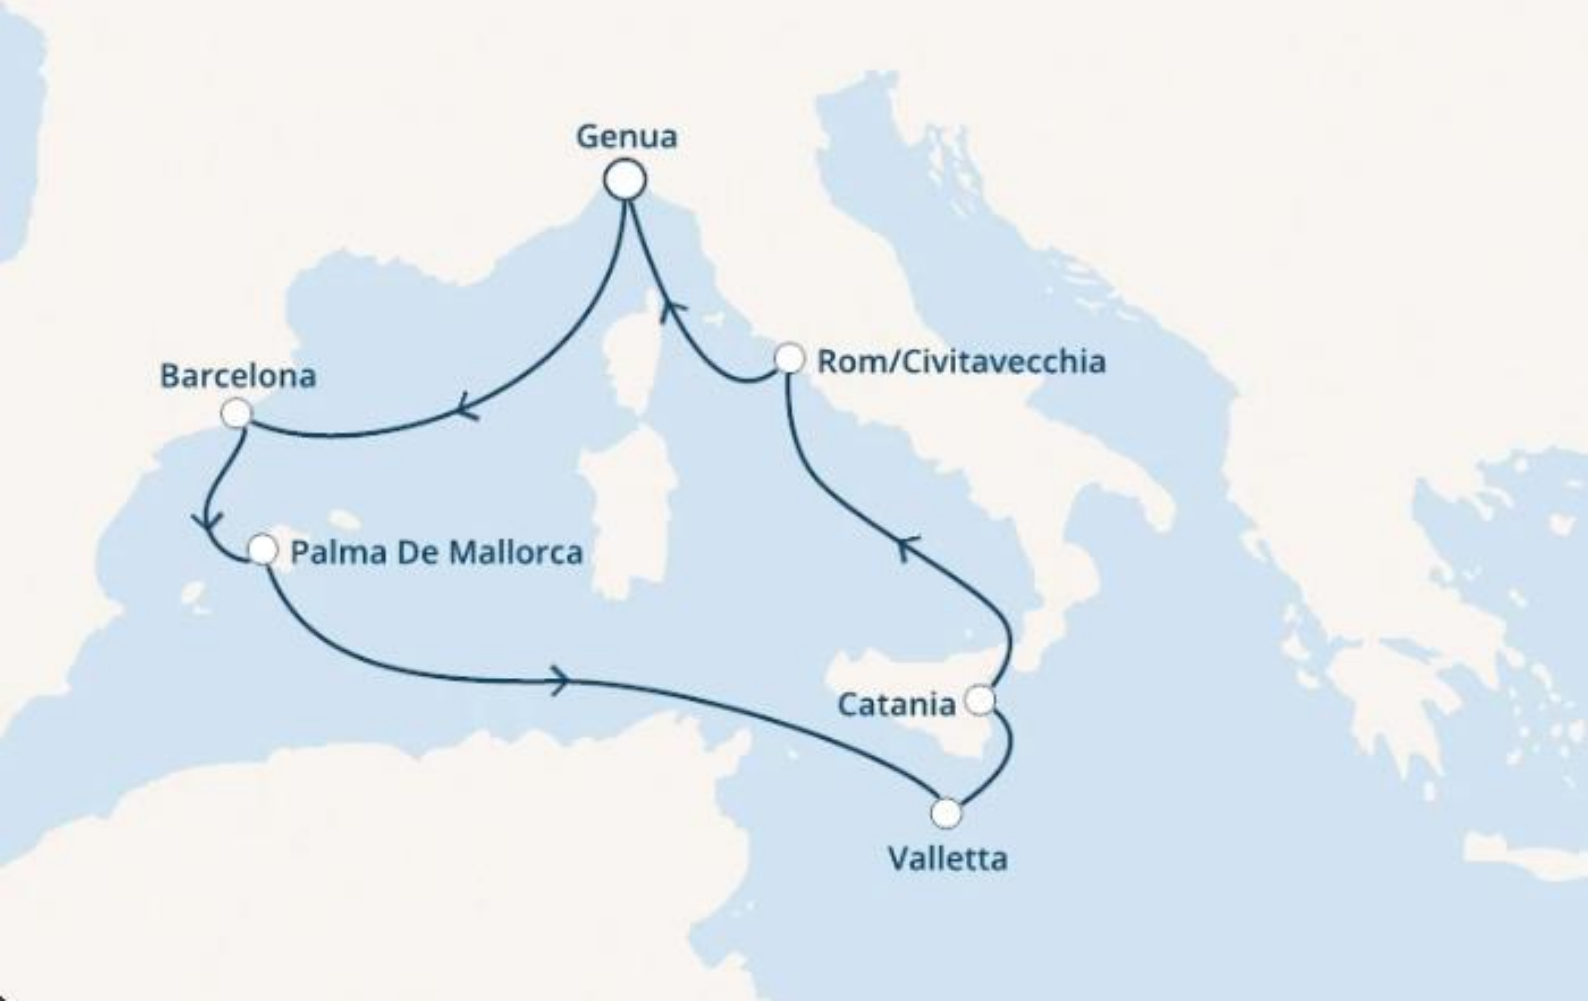 Genua
Barcelona
Rom/Civitavecchia
Palma De Mallorca
Catania
Valletta